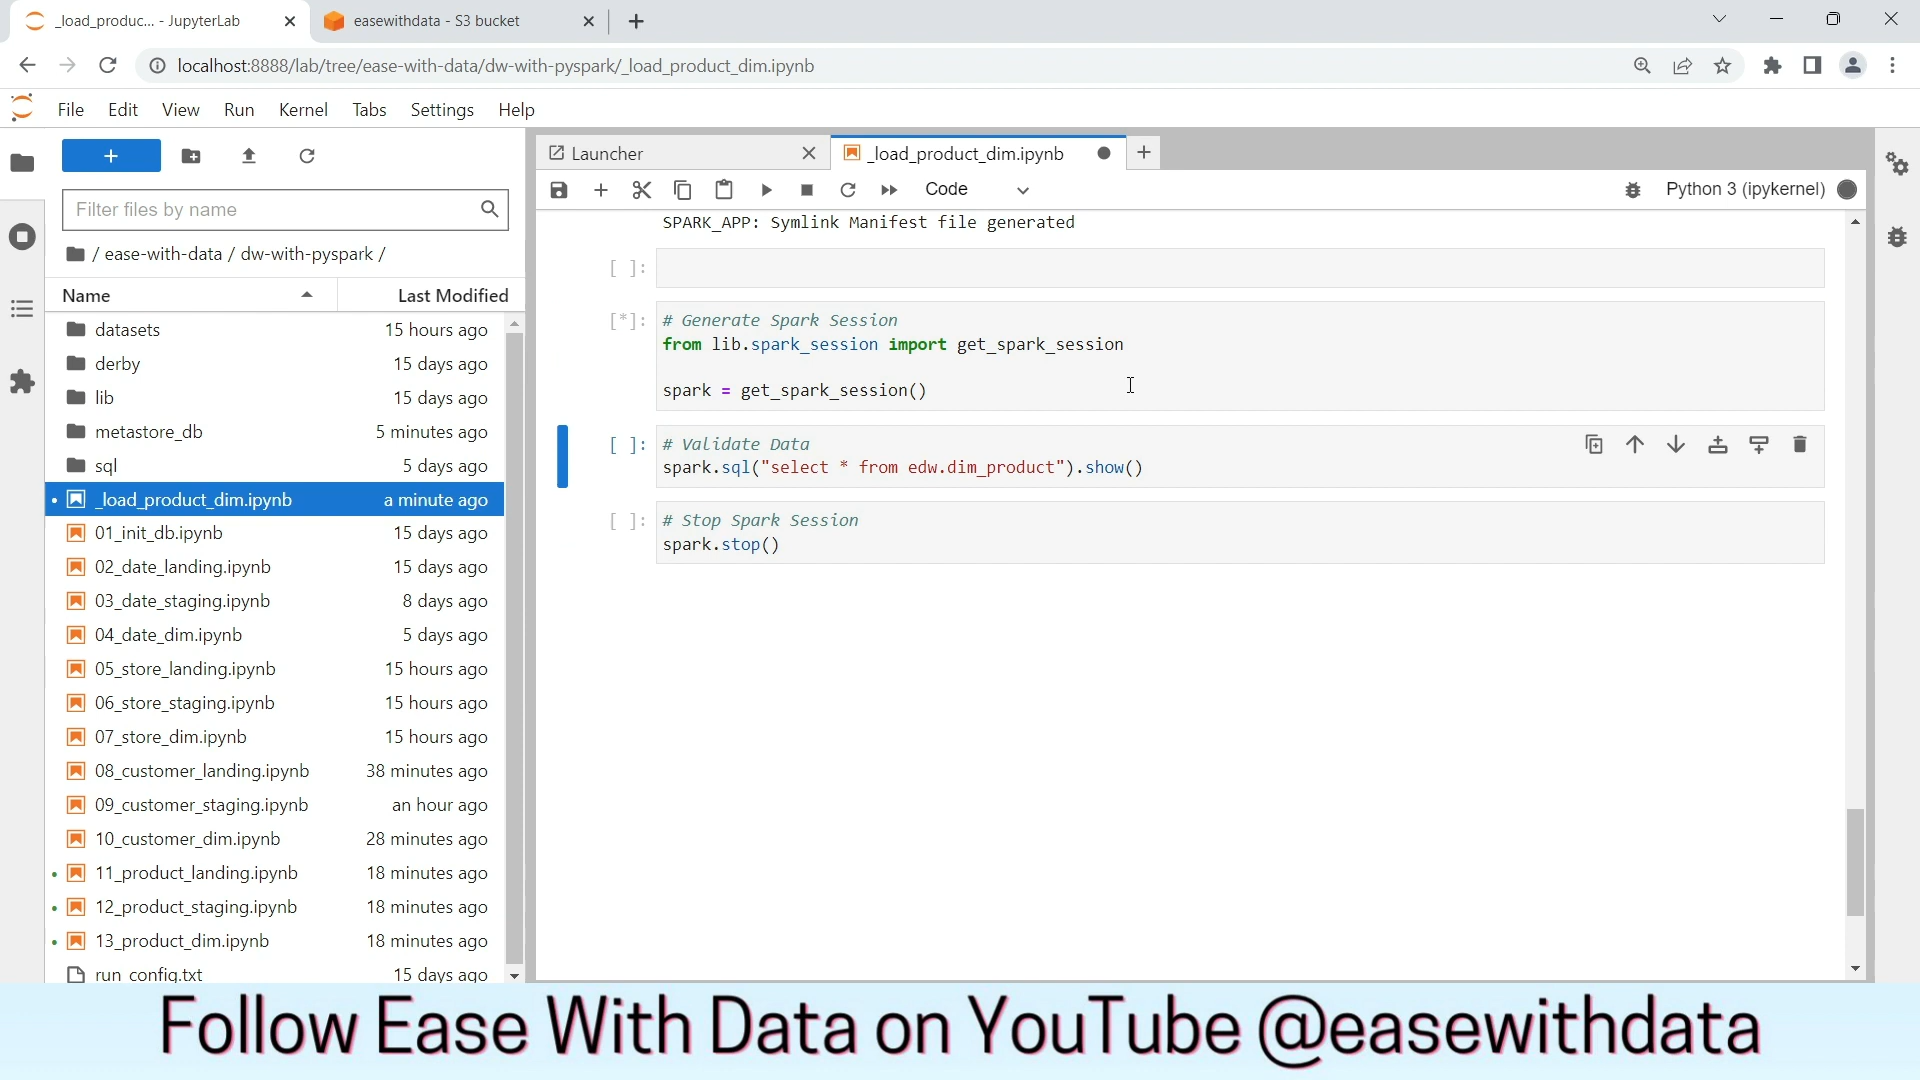 _load_produc... - JupyterLab
easewithdata - S3 bucket
localhost:8888/lab/tree/ease-with-data/dw-with-pyspark/_load_product_dim.ipynb
File Edit View Run Kernel Tabs Settings Help
Launcher
_load_product_dim.ipynb
Code
Python 3 (ipykernel)
Filter files by name
/ ease-with-data / dw-with-pyspark /
Name Last Modified
datasets 15 hours ago
derby 15 days ago
lib 15 days ago
metastore_db 5 minutes ago
sql 5 days ago
_load_product_dim.ipynb a minute ago
01_init_db.ipynb 15 days ago
02_date_landing.ipynb 15 days ago
03_date_staging.ipynb 8 days ago
04_date_dim.ipynb 5 days ago
05_store_landing.ipynb 15 hours ago
06_store_staging.ipynb 15 hours ago
07_store_dim.ipynb 15 hours ago
08_customer_landing.ipynb 38 minutes ago
09_customer_staging.ipynb an hour ago
10_customer_dim.ipynb 28 minutes ago
11_product_landing.ipynb 18 minutes ago
12_product_staging.ipynb 18 minutes ago
13_product_dim.ipynb 18 minutes ago
run_config.txt 15 days ago
SPARK_APP: Symlink Manifest file generated
[ ]:
[*]: # Generate Spark Session
from lib.spark_session import get_spark_session
spark = get_spark_session()
[ ]: # Validate Data
spark.sql("select * from edw.dim_product").show()
[ ]: # Stop Spark Session
spark.stop()
Follow Ease With Data on YouTube @easewithdata